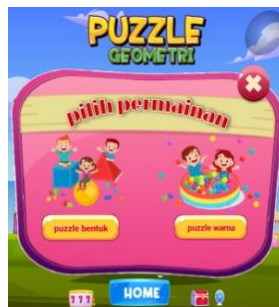 PUZZLE
GEOMETRI
pilih permainan
puzzle bentuk
puzzle warna
HOME